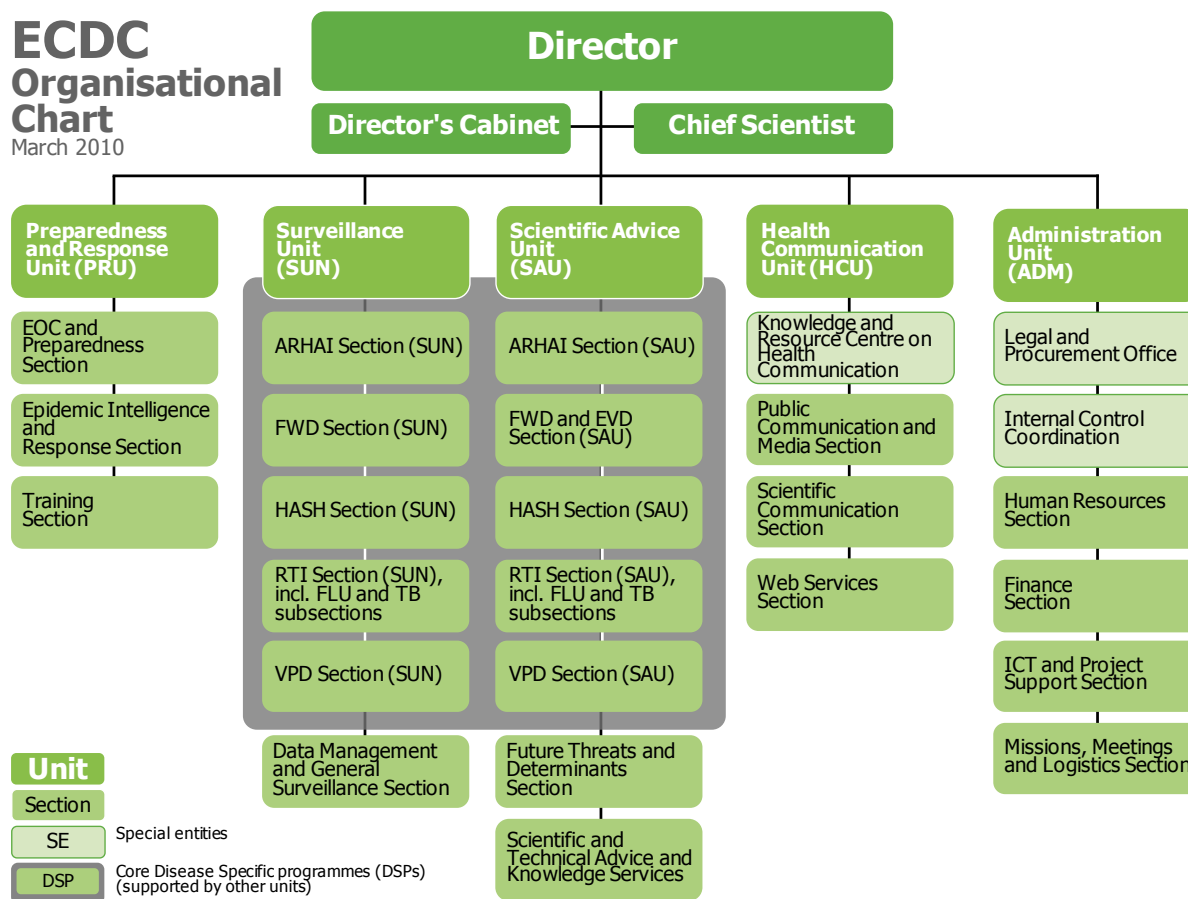 ECDC
Organisational
Chart
March 2010
Director
Director's Cabinet
Chief Scientist
Preparedness
and Response
Unit (PRU)
EOC and
Preparedness
Section
Epidemic Intelligence
and
Response Section
Training
Section
Surveillance
Unit
(SUN)
ARHAI Section (SUN)
FWD Section (SUN)
HASH Section (SUN)
RTI Section (SUN),
incl. FLU and TB
subsections
VPD Section (SUN)
Data Management
and General
Surveillance Section
Scientific Advice
Unit
(SAU)
ARHAI Section (SAU)
FWD and EVD
Section (SAU)
HASH Section (SAU)
RTI Section (SAU),
incl. FLU and TB
subsections
VPD Section (SAU)
Future Threats and
Determinants
Section
Scientific and
Technical Advice and
Knowledge Services
Health
Communication
Unit (HCU)
Knowledge and
Resource Centre on
Health
Communication
Public
Communication and
Media Section
Scientific
Communication
Section
Web Services
Section
Administration
Unit
(ADM)
Legal and
Procurement Office
Internal Control
Coordination
Human Resources
Section
Finance
Section
ICT and Project
Support Section
Missions, Meetings
and Logistics Section
Unit
Section
SE
Special entities
DSP
Core Disease Specific programmes (DSPs)
(supported by other units)